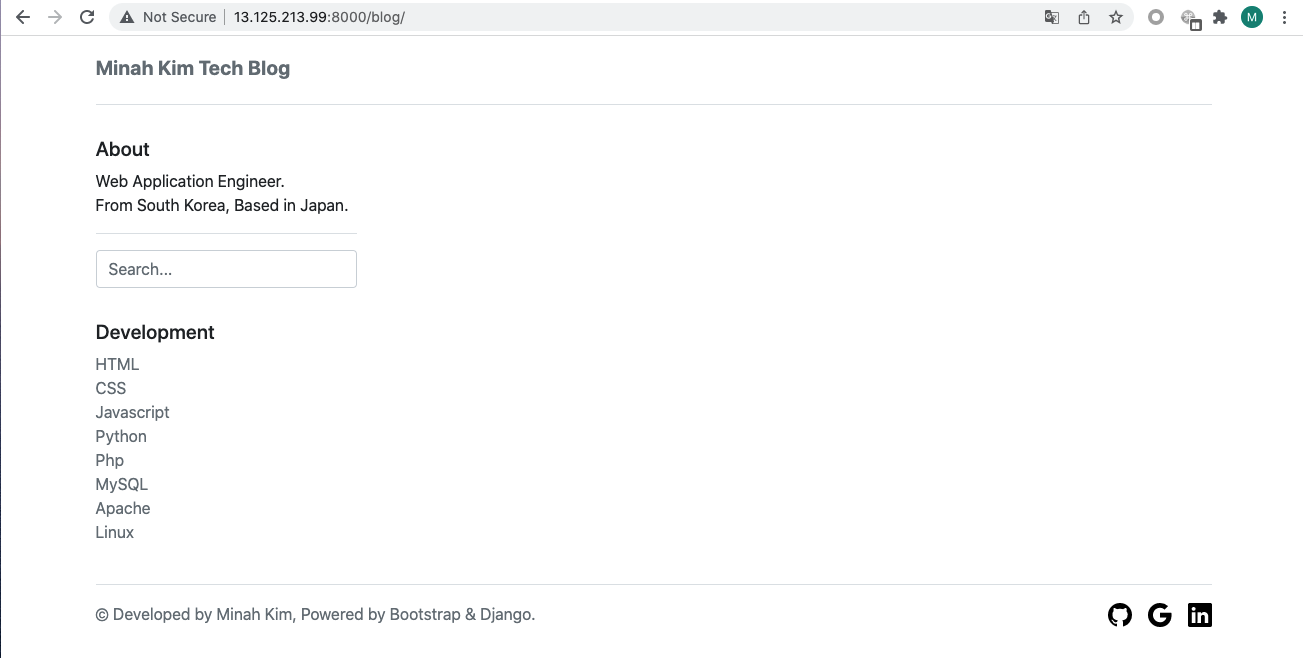 Not Secure 13.125.213.99:8000/blog/
M
Minah Kim Tech Blog
About
Web Application Engineer.
From South Korea, Based in Japan.
Search...
Development
HTML
CSS
Javascript
Python
Php
MySQL
Apache
Linux
© Developed by Minah Kim, Powered by Bootstrap & Django.
G
in